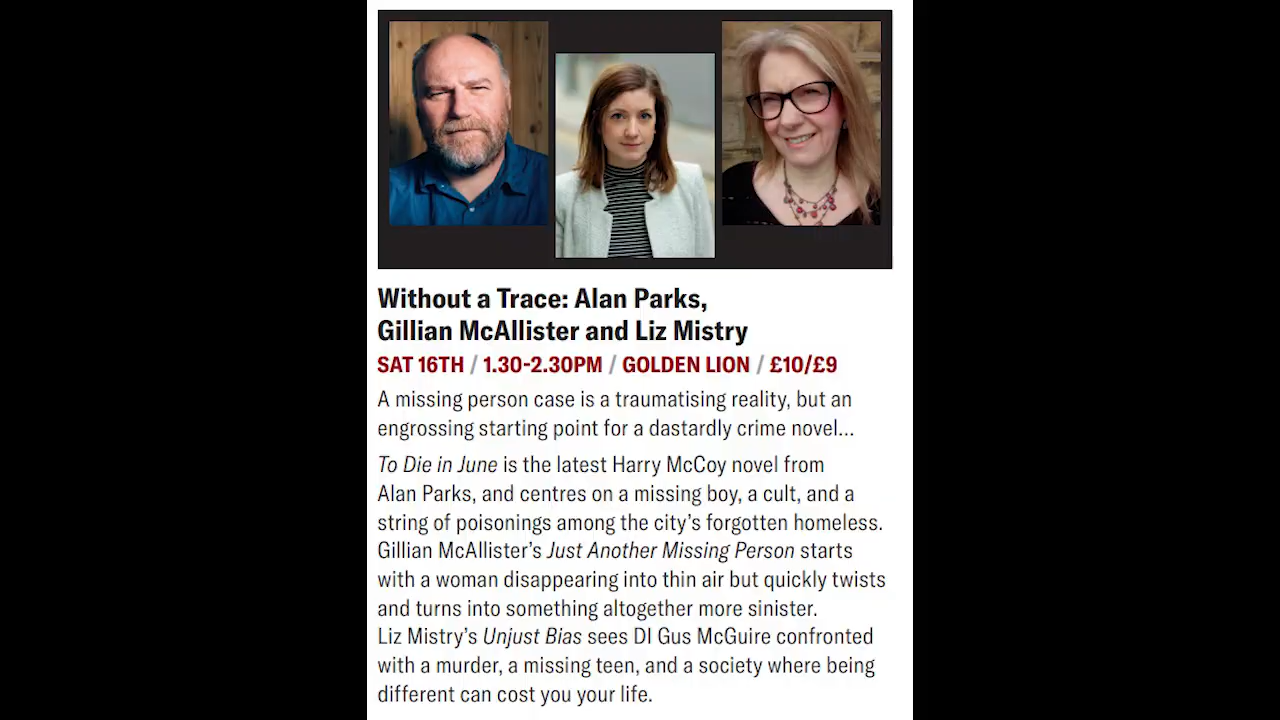 Without a Trace: Alan Parks,
Gillian McAllister and Liz Mistry
SAT 16TH / 1.30-2.30PM / GOLDEN LION / £10/£9
A missing person case is a traumatising reality, but an
engrossing starting point for a dastardly crime novel...
To Die in June is the latest Harry McCoy novel from
Alan Parks, and centres on a missing boy, a cult, and a
string of poisonings among the city’s forgotten homeless.
Gillian McAllister’s Just Another Missing Person starts
with a woman disappearing into thin air but quickly twists
and turns into something altogether more sinister.
Liz Mistry’s Unjust Bias sees DI Gus McGuire confronted
with a murder, a missing teen, and a society where being
different can cost you your life.